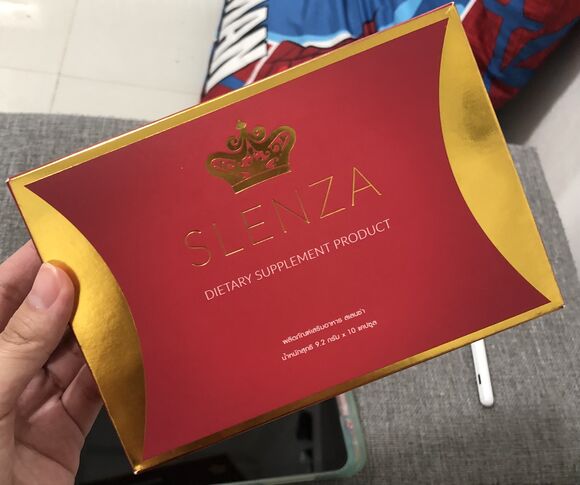 MAN
SLENZA
DIETARY SUPPLEMENT PRODUCT
ผลิตภัณฑ์เสริมอาหาร สเลนซ่า
น้ำหนักสุทธิ 9.2 กรัม x 10 แคปซูล